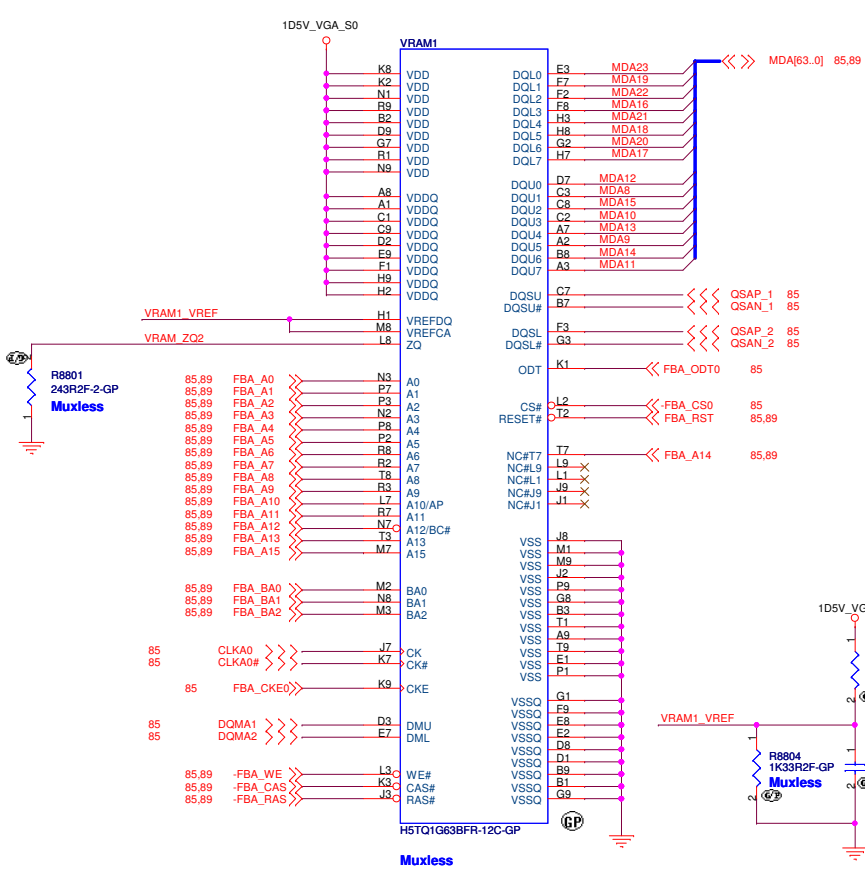 1D5V_VGA_S0
VRAM1
K8 VDD DQL0 E3 MDA23 MDA[63..0] 85,89
K2 VDD DQL1 F7 MDA19
N1 VDD DQL2 F2 MDA22
R9 VDD DQL3 F8 MDA16
B2 VDD DQL4 H3 MDA21
D9 VDD DQL5 H8 MDA18
G7 VDD DQL6 G2 MDA20
R1 VDD DQL7 H7 MDA17
N9 VDD
DQU0 D7 MDA12
A8 VDDQ DQU1 C3 MDA8
A1 VDDQ DQU2 C8 MDA15
C1 VDDQ DQU3 C2 MDA10
C9 VDDQ DQU4 A7 MDA13
D2 VDDQ DQU5 A2 MDA9
E9 VDDQ DQU6 B8 MDA14
F1 VDDQ DQU7 A3 MDA11
H9 VDDQ
H2 VDDQ DQSU C7 QSAP_1 85
DQSU# B7 QSAN_1 85
VRAM1_VREF H1 VREFDQ
M8 VREFCA DQSL F3 QSAP_2 85
VRAM_ZQ2 L8 ZQ DQSL# G3 QSAN_2 85
2
R8801
243R2F-2-GP
Muxless
1
ODT K1 FBA_ODT0 85
85,89 FBA_A0 N3 A0
85,89 FBA_A1 P7 A1
85,89 FBA_A2 P3 A2 CS# L2 -FBA_CS0 85
85,89 FBA_A3 N2 A3 RESET# T2 FBA_RST 85,89
85,89 FBA_A4 P8 A4
85,89 FBA_A5 P2 A5
85,89 FBA_A6 R8 A6 NC#T7 T7 FBA_A14 85,89
85,89 FBA_A7 R2 A7 NC#L9 L9
85,89 FBA_A8 T8 A8 NC#L1 L1
85,89 FBA_A9 R3 A9 NC#J9 J9
85,89 FBA_A10 L7 A10/AP NC#J1 J1
85,89 FBA_A11 R7 A11
85,89 FBA_A12 N7 A12/BC#
85,89 FBA_A13 T3 A13 VSS J8
85,89 FBA_A15 M7 A15 VSS M1
VSS M9
VSS J2
85,89 FBA_BA0 M2 BA0 VSS P9
85,89 FBA_BA1 N8 BA1 VSS G8
85,89 FBA_BA2 M3 BA2 VSS B3
VSS T1
VSS A9
85 CLKA0 J7 CK VSS T9
85 CLKA0# K7 CK# VSS E1
VSS P1
85 FBA_CKE0 K9 CKE
VSSQ G1
VSSQ F9
85 DQMA1 D3 DMU VSSQ E8
85 DQMA2 E7 DML VSSQ E2
VSSQ D8
VSSQ D1
85,89 -FBA_WE L3 WE# VSSQ B9
85,89 -FBA_CAS K3 CAS# VSSQ B1
85,89 -FBA_RAS J3 RAS# VSSQ G9
H5TQ1G63BFR-12C-GP
GP
Muxless
1D5V_VG
1
2
VRAM1_VREF
1
R8804
1K33R2F-GP
Muxless
2
1
2